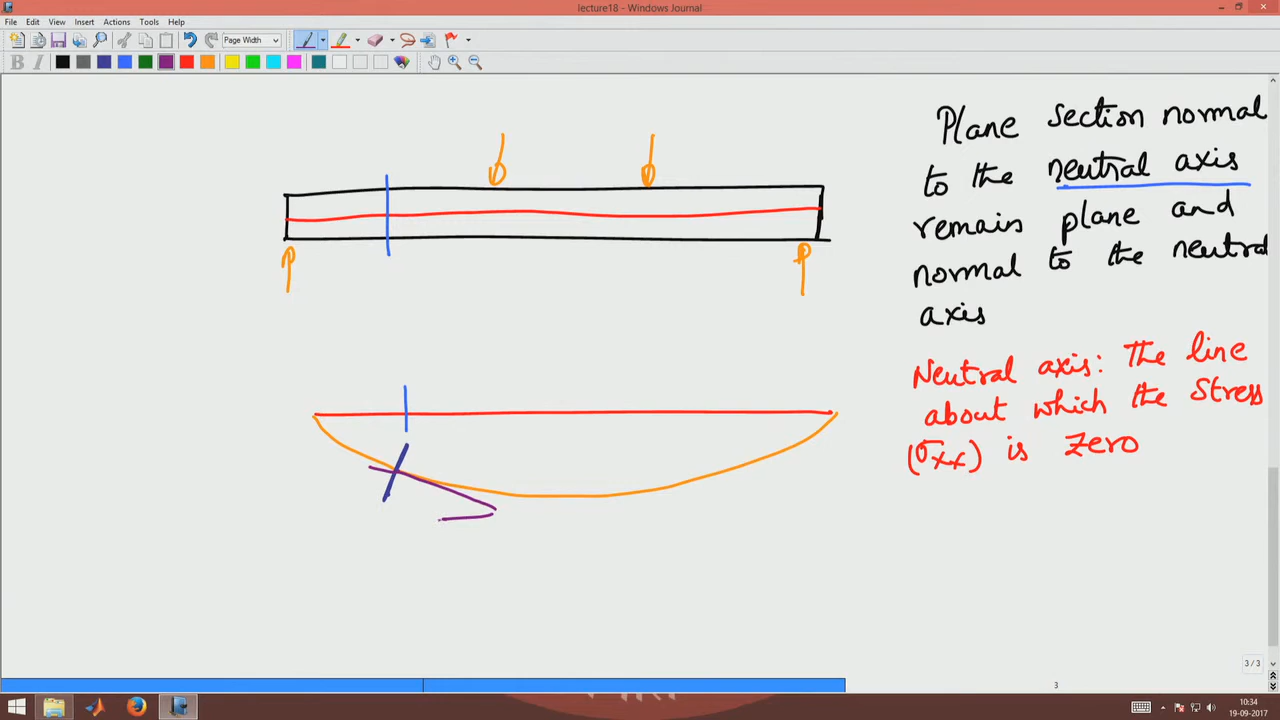 lecture18 - Windows Journal
File Edit View Insert Actions Tools Help
Page Width
B I
Plane section normal
to the neutral axis
remain plane and
normal to the neutral
axis
Neutral axis: The line
about which the stress
(σxx) is zero
3/3
3
10:34
19-09-2017